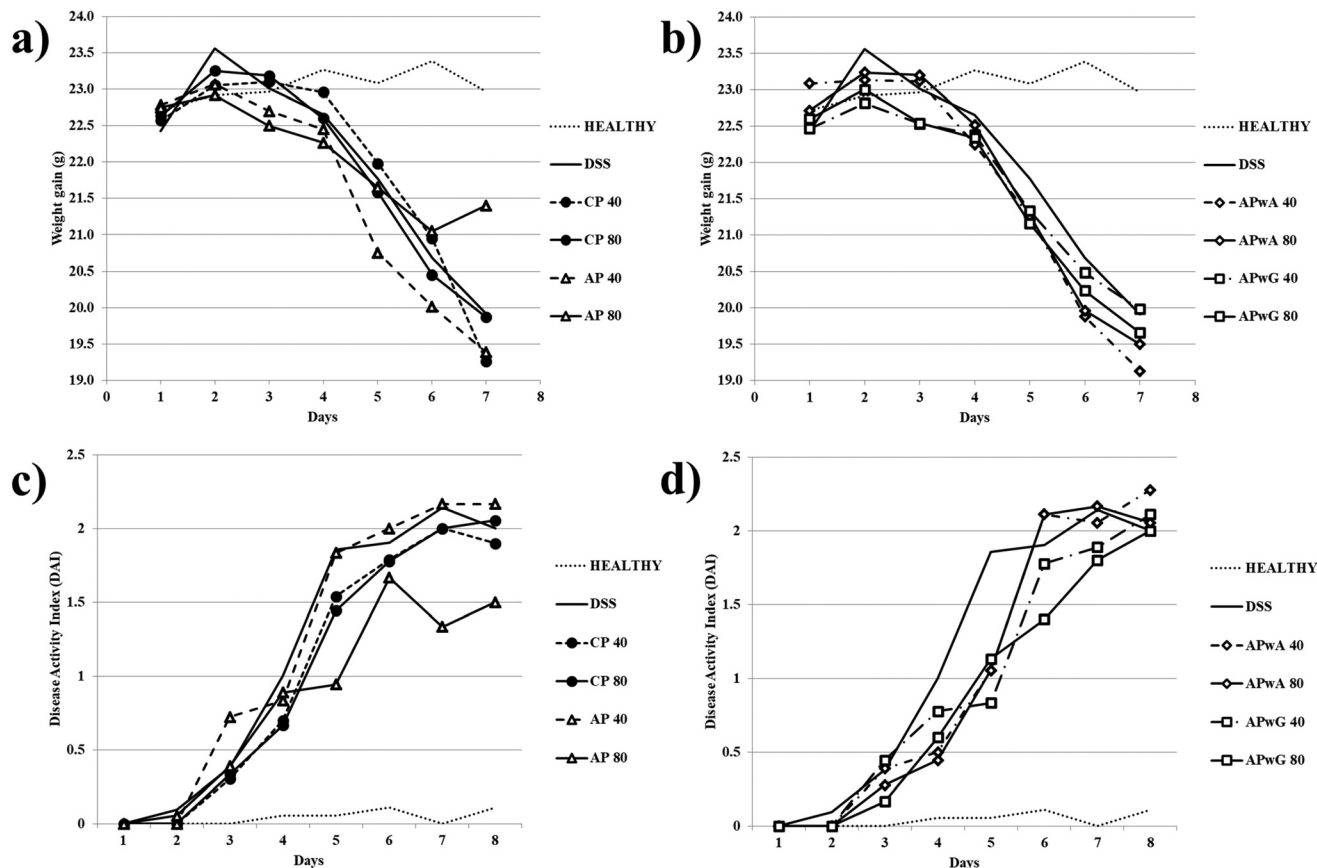 a)
24.0
23.5
23.0
22.5
22.0
21.5
21.0
20.5
20.0
19.5
19.0
Weight gain (g)
0 1 2 3 4 5 6 7 8
Days
HEALTHY
DSS
CP 40
CP 80
AP 40
AP 80
b)
24.0
23.5
23.0
22.5
22.0
21.5
21.0
20.5
20.0
19.5
19.0
Weight gain (g)
0 1 2 3 4 5 6 7 8
Days
HEALTHY
DSS
APwA 40
APwA 80
APwG 40
APwG 80
c)
2.5
2
1.5
1
0.5
0
Disease Activity Index (DAI)
1 2 3 4 5 6 7 8
Days
HEALTHY
DSS
CP 40
CP 80
AP 40
AP 80
d)
2.5
2
1.5
1
0.5
0
Disease Activity Index (DAI)
1 2 3 4 5 6 7 8
Days
HEALTHY
DSS
APwA 40
APwA 80
APwG 40
APwG 80